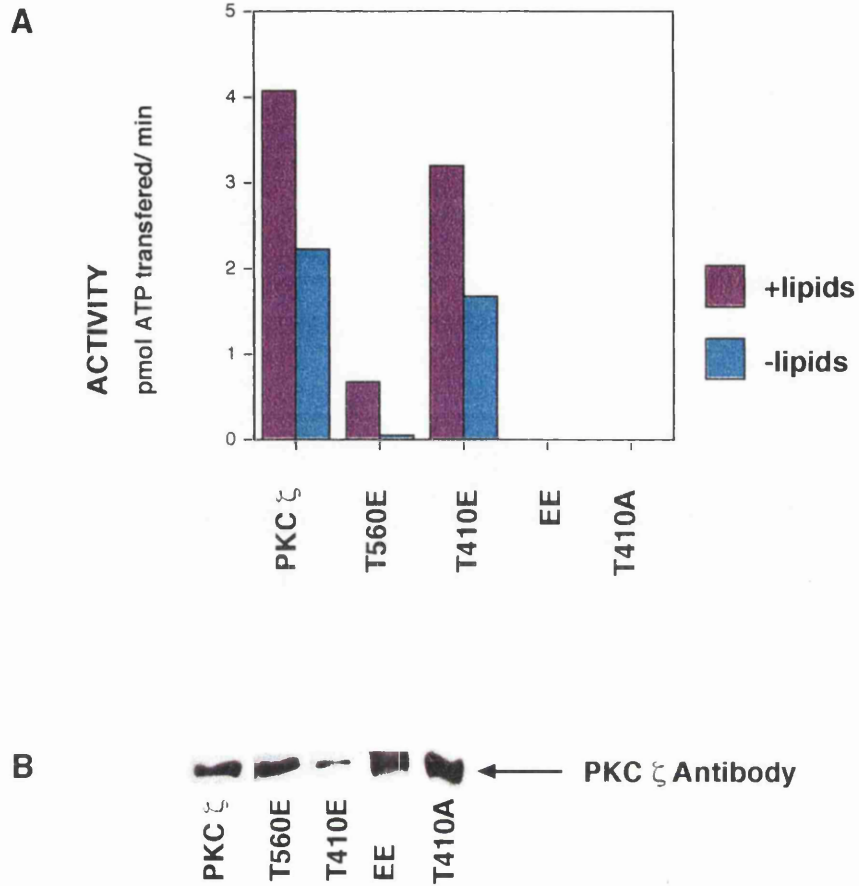 A
ACTIVITY
pmol ATP transfered/ min
5
4
3
2
1
0
PKC ζ
T560E
T410E
EE
T410A
+lipids
-lipids
B
PKC ζ Antibody
PKC ζ
T560E
T410E
EE
T410A